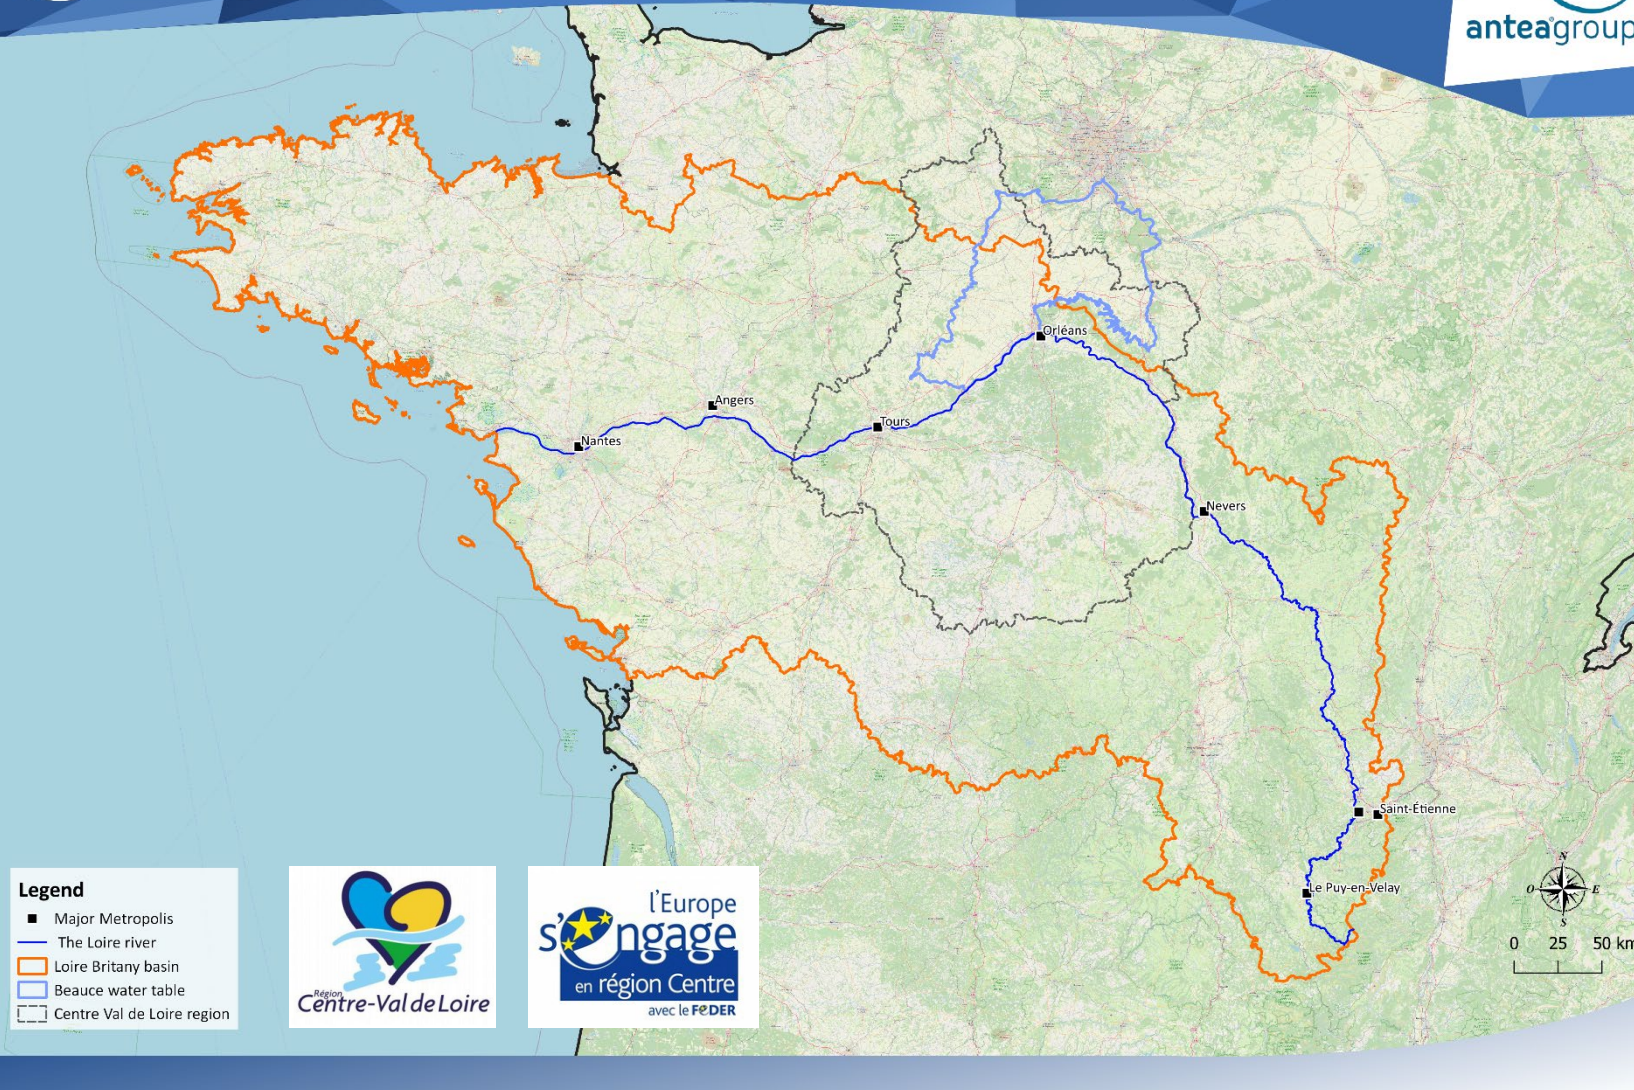 anteagroup
Orléans
Angers
Tours
Nantes
Nevers
Saint-Étienne
Le Puy-en-Velay
N
O
E
S
0 25 50 km
Legend
Major Metropolis
The Loire river
Loire Britany basin
Beauce water table
Centre Val de Loire region
Région
Centre-Val de Loire
l'Europe
s'engage
en région Centre
avec le FEDER